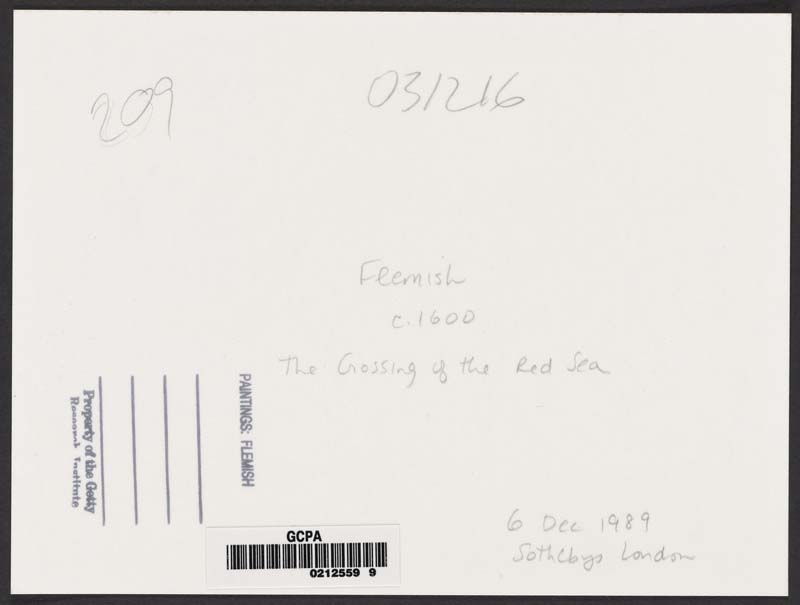 209
031216
Flemish
c.1600
The Crossing of the Red Sea
PAINTINGS: FLEMISH
Property of the Getty
Research Institute
6 Dec 1989
Sothebys London
GCPA
0212559 9